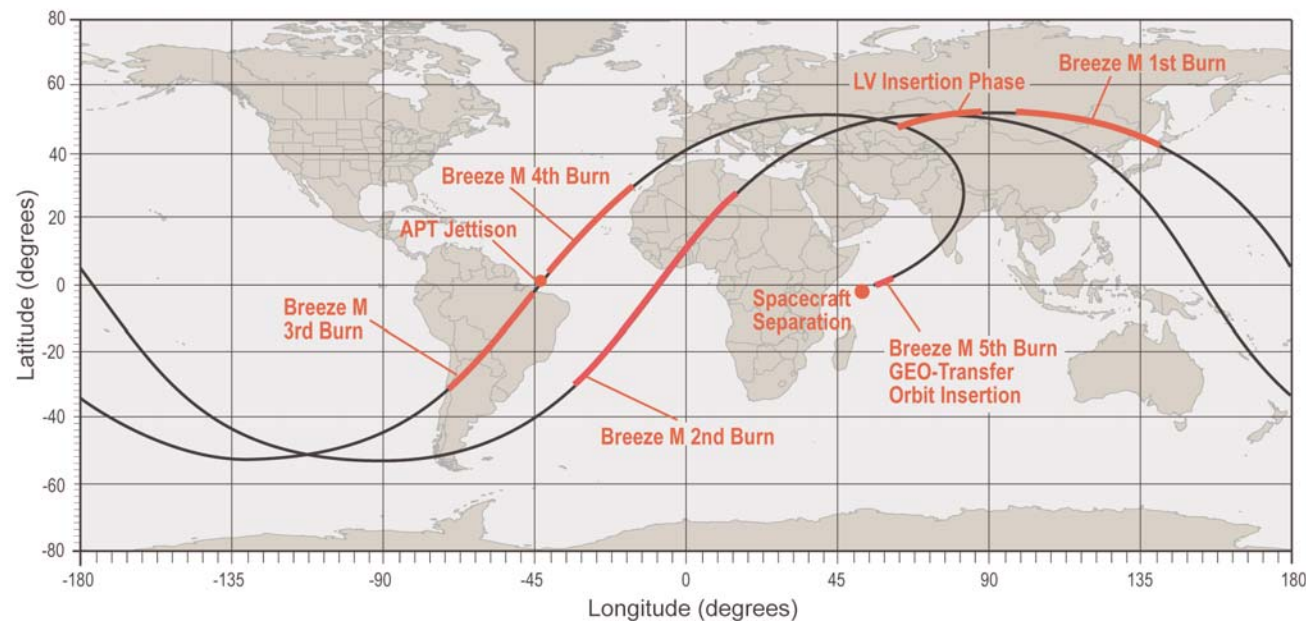 80
60
40
20
0
-20
-40
-60
-80
Latitude (degrees)
LV Insertion Phase
Breeze M 1st Burn
Breeze M 4th Burn
APT Jettison
Breeze M
3rd Burn
Spacecraft
Separation
Breeze M 5th Burn
GEO-Transfer
Orbit Insertion
Breeze M 2nd Burn
-180 -135 -90 -45 0 45 90 135 180
Longitude (degrees)